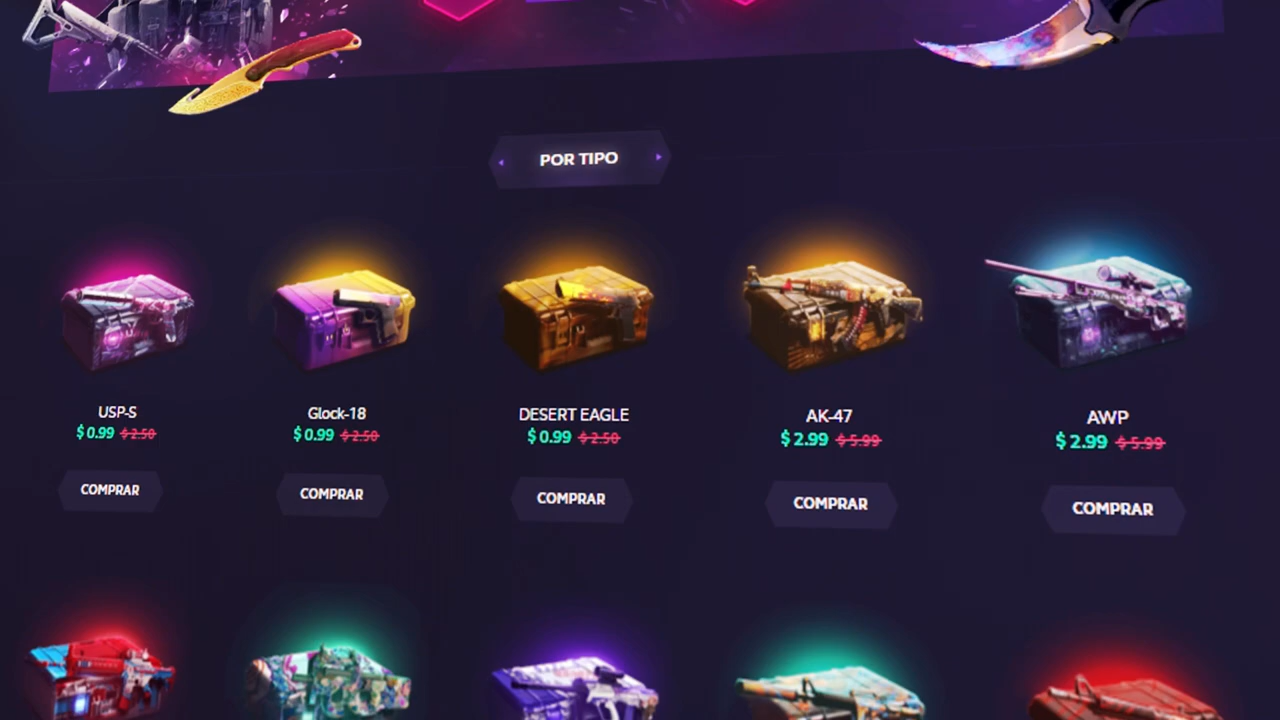 POR TIPO
USP-S
$ 0.99 $ 2.50
COMPRAR
Glock-18
$ 0.99 $ 2.50
COMPRAR
DESERT EAGLE
$ 0.99 $ 2.50
COMPRAR
AK-47
$ 2.99 $ 5.99
COMPRAR
AWP
$ 2.99 $ 5.99
COMPRAR